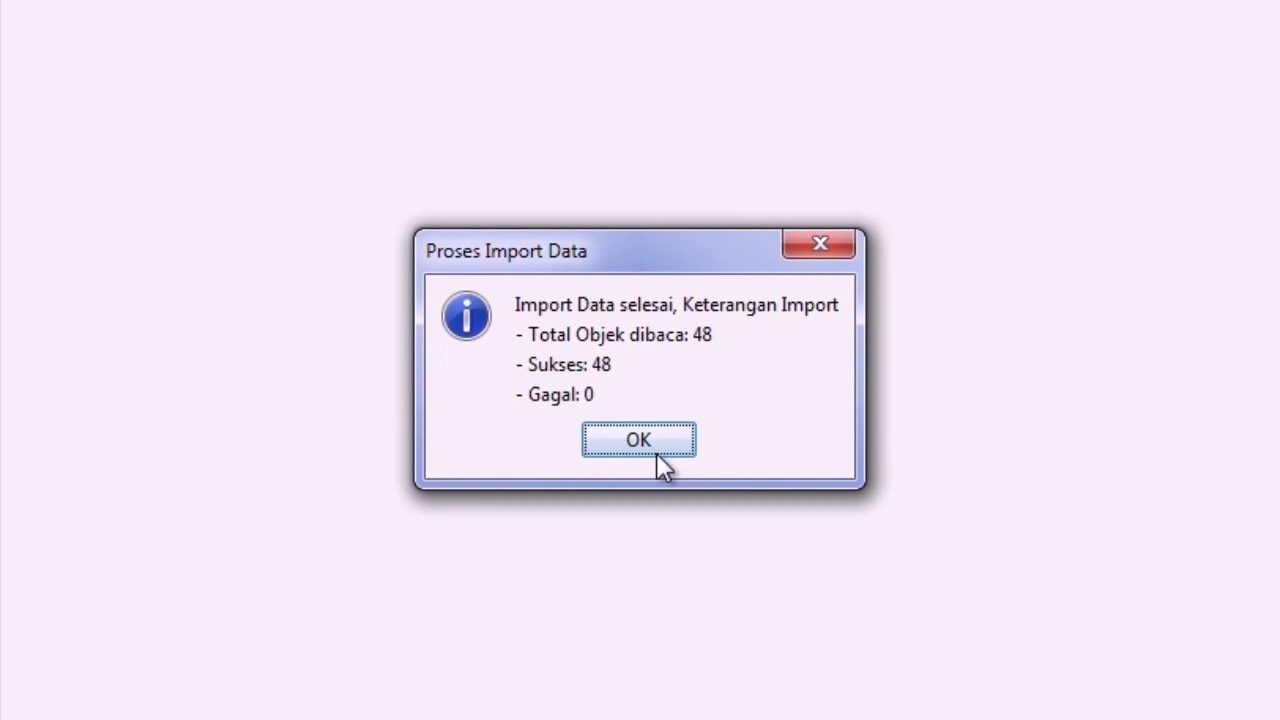 Proses Import Data
Import Data selesai, Keterangan Import
- Total Objek dibaca: 48
- Sukses: 48
- Gagal: 0
OK